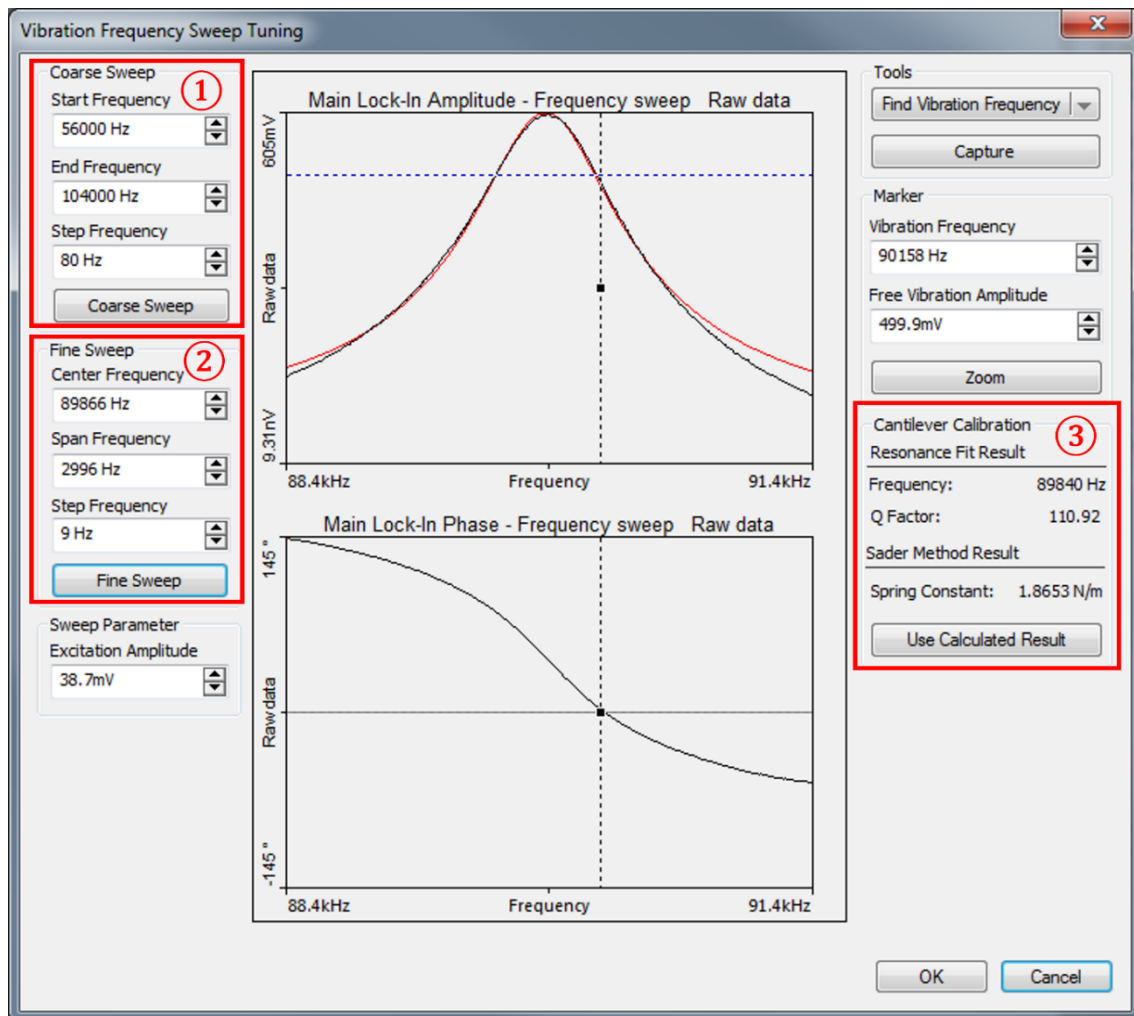 Vibration Frequency Sweep Tuning
Coarse Sweep
①
Start Frequency
56000 Hz
End Frequency
104000 Hz
Step Frequency
80 Hz
Coarse Sweep
Fine Sweep
②
Center Frequency
89866 Hz
Span Frequency
2996 Hz
Step Frequency
9 Hz
Fine Sweep
Sweep Parameter
Excitation Amplitude
38.7mV
Main Lock-In Amplitude - Frequency sweep Raw data
605mV
Rawdata
9.31nV
88.4kHz
Frequency
91.4kHz
Main Lock-In Phase - Frequency sweep Raw data
145°
Rawdata
-145°
88.4kHz
Frequency
91.4kHz
Tools
Find Vibration Frequency
Capture
Marker
Vibration Frequency
90158 Hz
Free Vibration Amplitude
499.9mV
Zoom
Cantilever Calibration
③
Resonance Fit Result
Frequency: 89840 Hz
Q Factor: 110.92
Sader Method Result
Spring Constant: 1.8653 N/m
Use Calculated Result
OK
Cancel